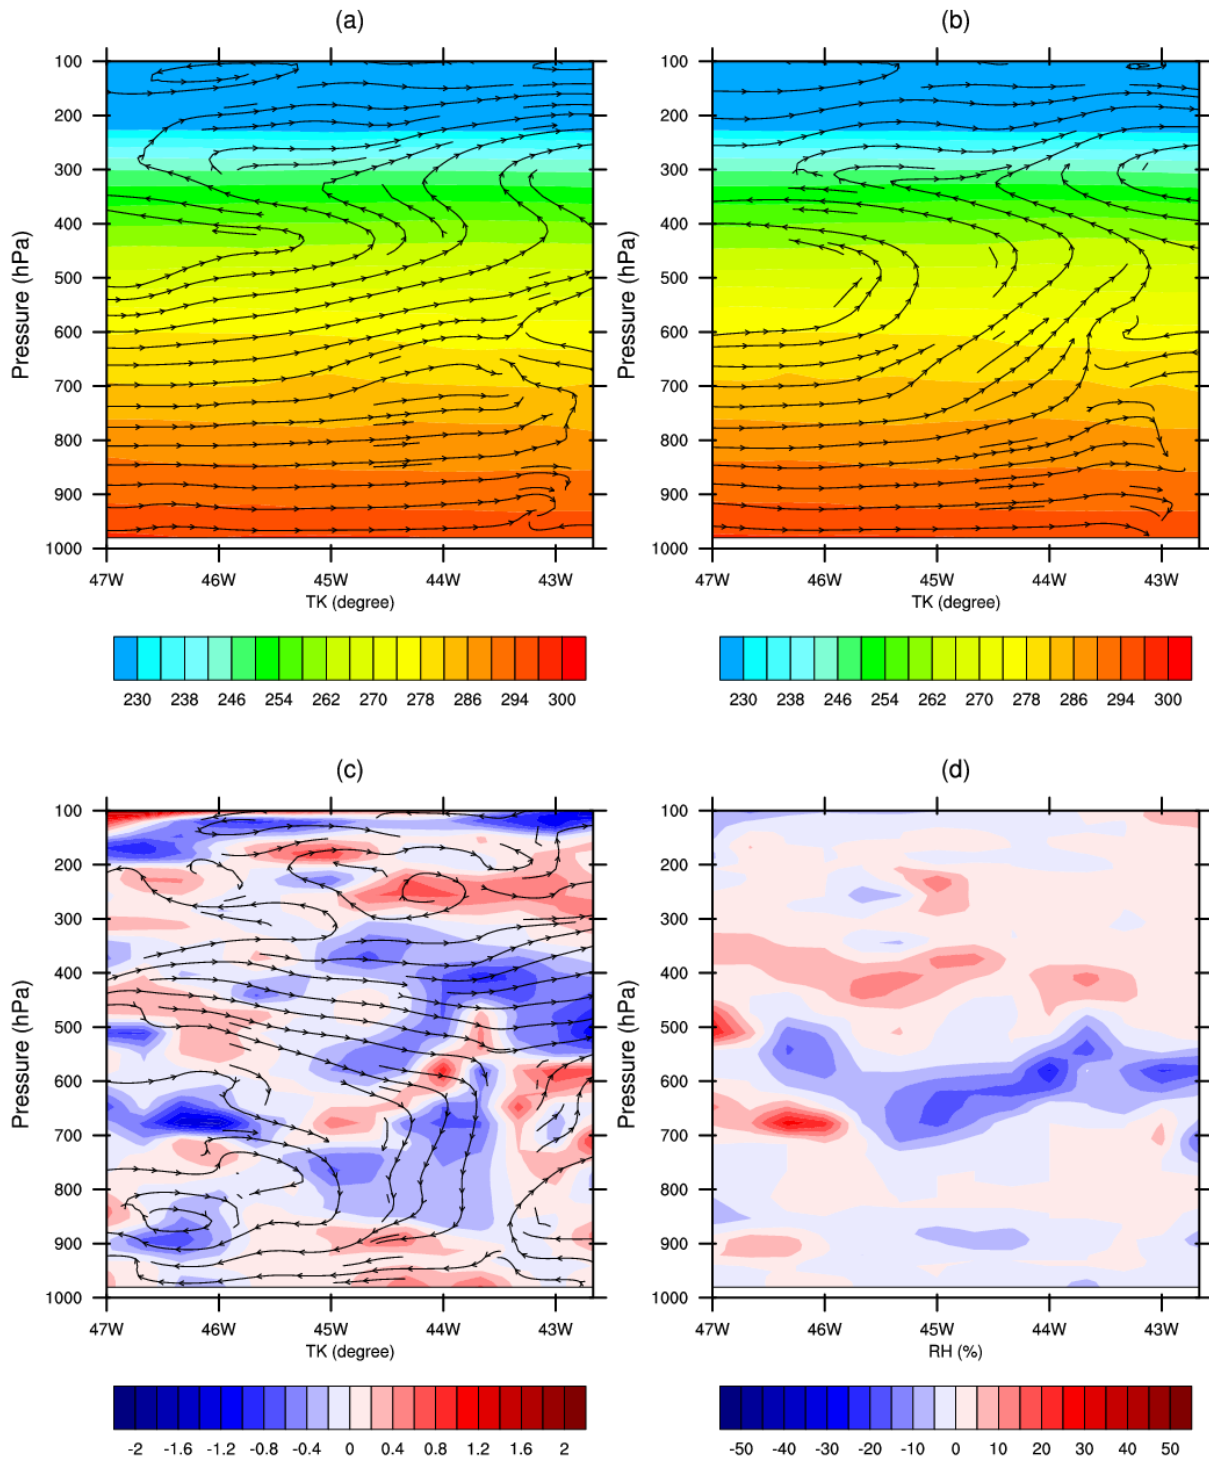 (a)
100
200
300
400
500
600
700
800
900
1000
Pressure (hPa)
47W 46W 45W 44W 43W
TK (degree)
230 238 246 254 262 270 278 286 294 300
(b)
100
200
300
400
500
600
700
800
900
1000
Pressure (hPa)
47W 46W 45W 44W 43W
TK (degree)
230 238 246 254 262 270 278 286 294 300
(c)
100
200
300
400
500
600
700
800
900
1000
Pressure (hPa)
47W 46W 45W 44W 43W
TK (degree)
-2 -1.6 -1.2 -0.8 -0.4 0 0.4 0.8 1.2 1.6 2
(d)
100
200
300
400
500
600
700
800
900
1000
Pressure (hPa)
47W 46W 45W 44W 43W
RH (%)
-50 -40 -30 -20 -10 0 10 20 30 40 50